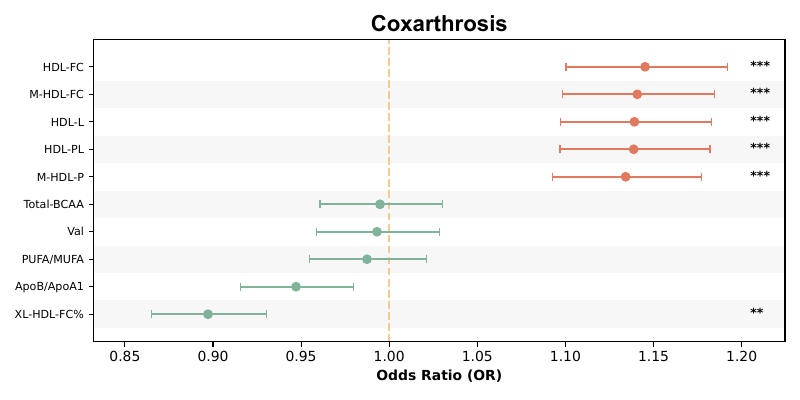 Coxarthrosis
HDL-FC ***
M-HDL-FC ***
HDL-L ***
HDL-PL ***
M-HDL-P ***
Total-BCAA
Val
PUFA/MUFA
ApoB/ApoA1
XL-HDL-FC% **
0.85 0.90 0.95 1.00 1.05 1.10 1.15 1.20
Odds Ratio (OR)